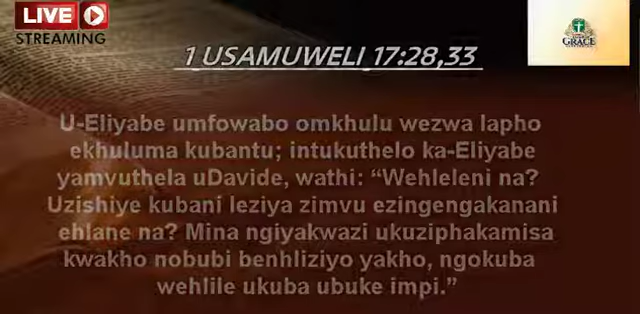 LIVE
STREAMING
GRACE
1 USAMUWELI 17:28,33
U-Eliyabe umfowabo omkhulu wezwa lapho
ekhuluma kubantu; intukuthelo ka-Eliyabe
yamvuthela uDavide, wathi: “Wehleleni na?
Uzishiye kubani leziya zimvu ezingengakanani
ehlane na? Mina ngiyakwazi ukuziphakamisa
kwakho nobubi benhliziyo yakho, ngokuba
wehlile ukuba ubuke impi.”